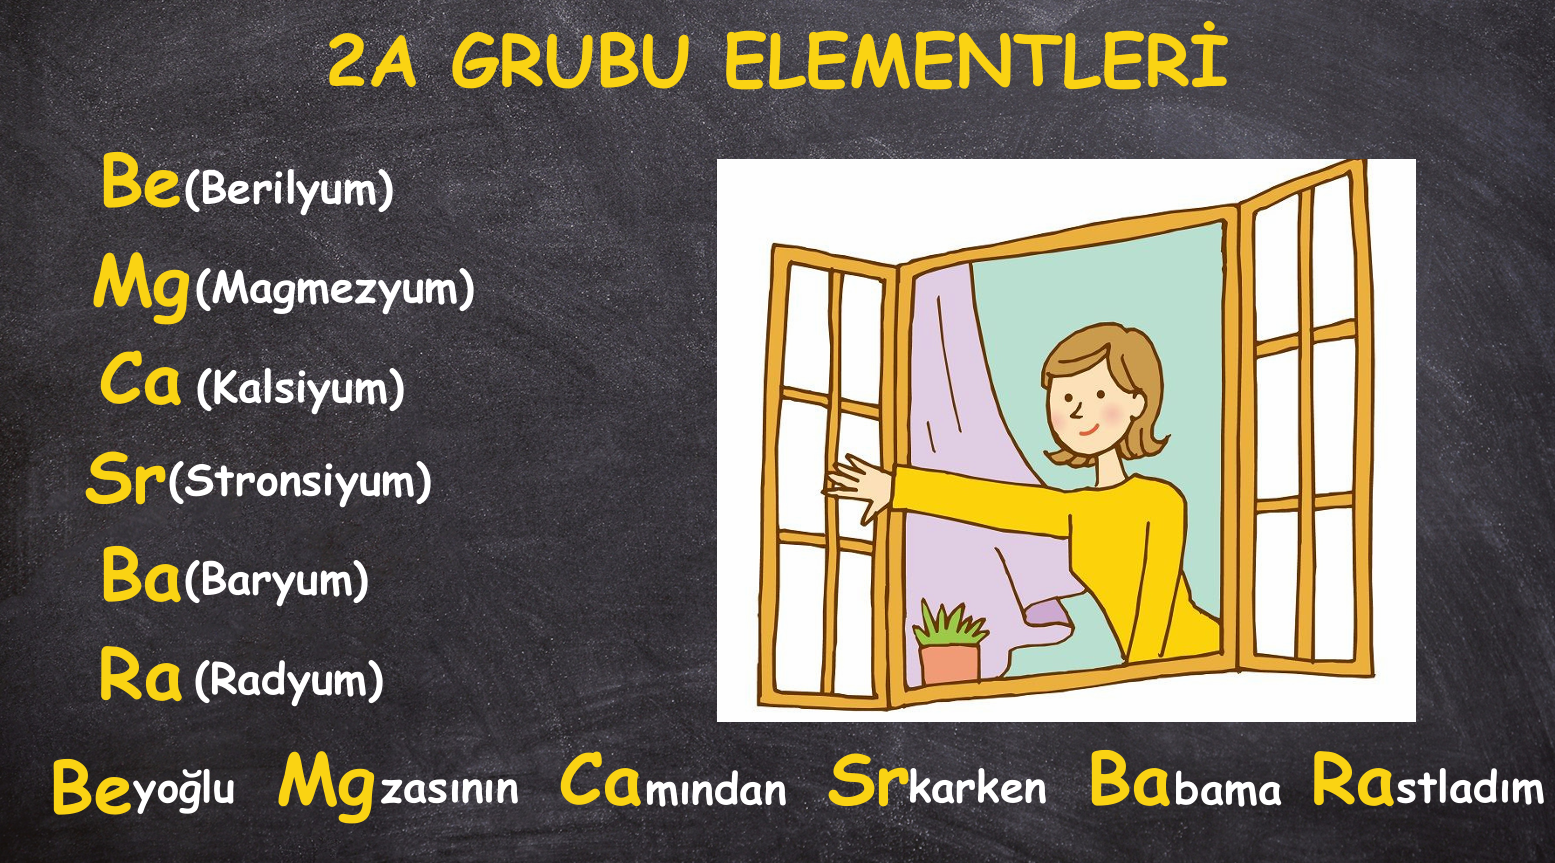 2A GRUBU ELEMENTLERİ
Be (Berilyum)
Mg (Magmezyum)
Ca (Kalsiyum)
Sr (Stronsiyum)
Ba (Baryum)
Ra (Radyum)
Beyoğlu Mgzasının Camından Srkarken Babama Rastladım